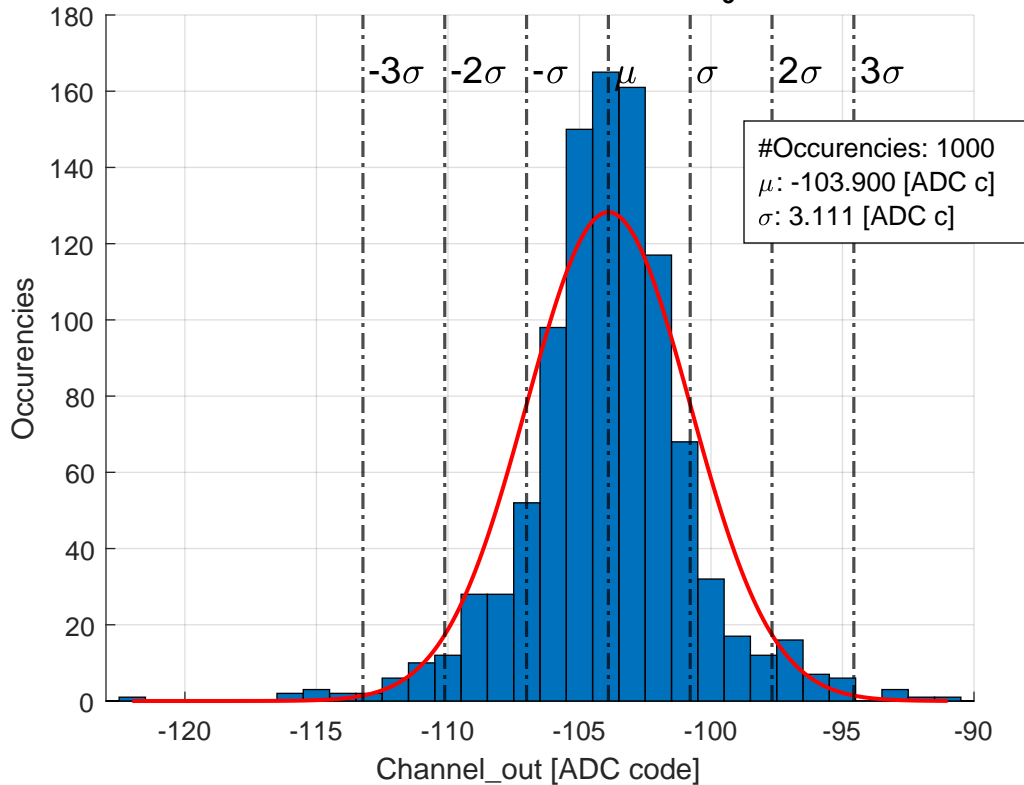 180
160
140
120
100
80
60
40
20
0
-3σ
-2σ
-σ
μ
σ
2σ
3σ
#Occurencies: 1000
μ: -103.900 [ADC c]
σ: 3.111 [ADC c]
Occurencies
-120
-115
-110
-105
-100
-95
-90
Channel_out [ADC code]